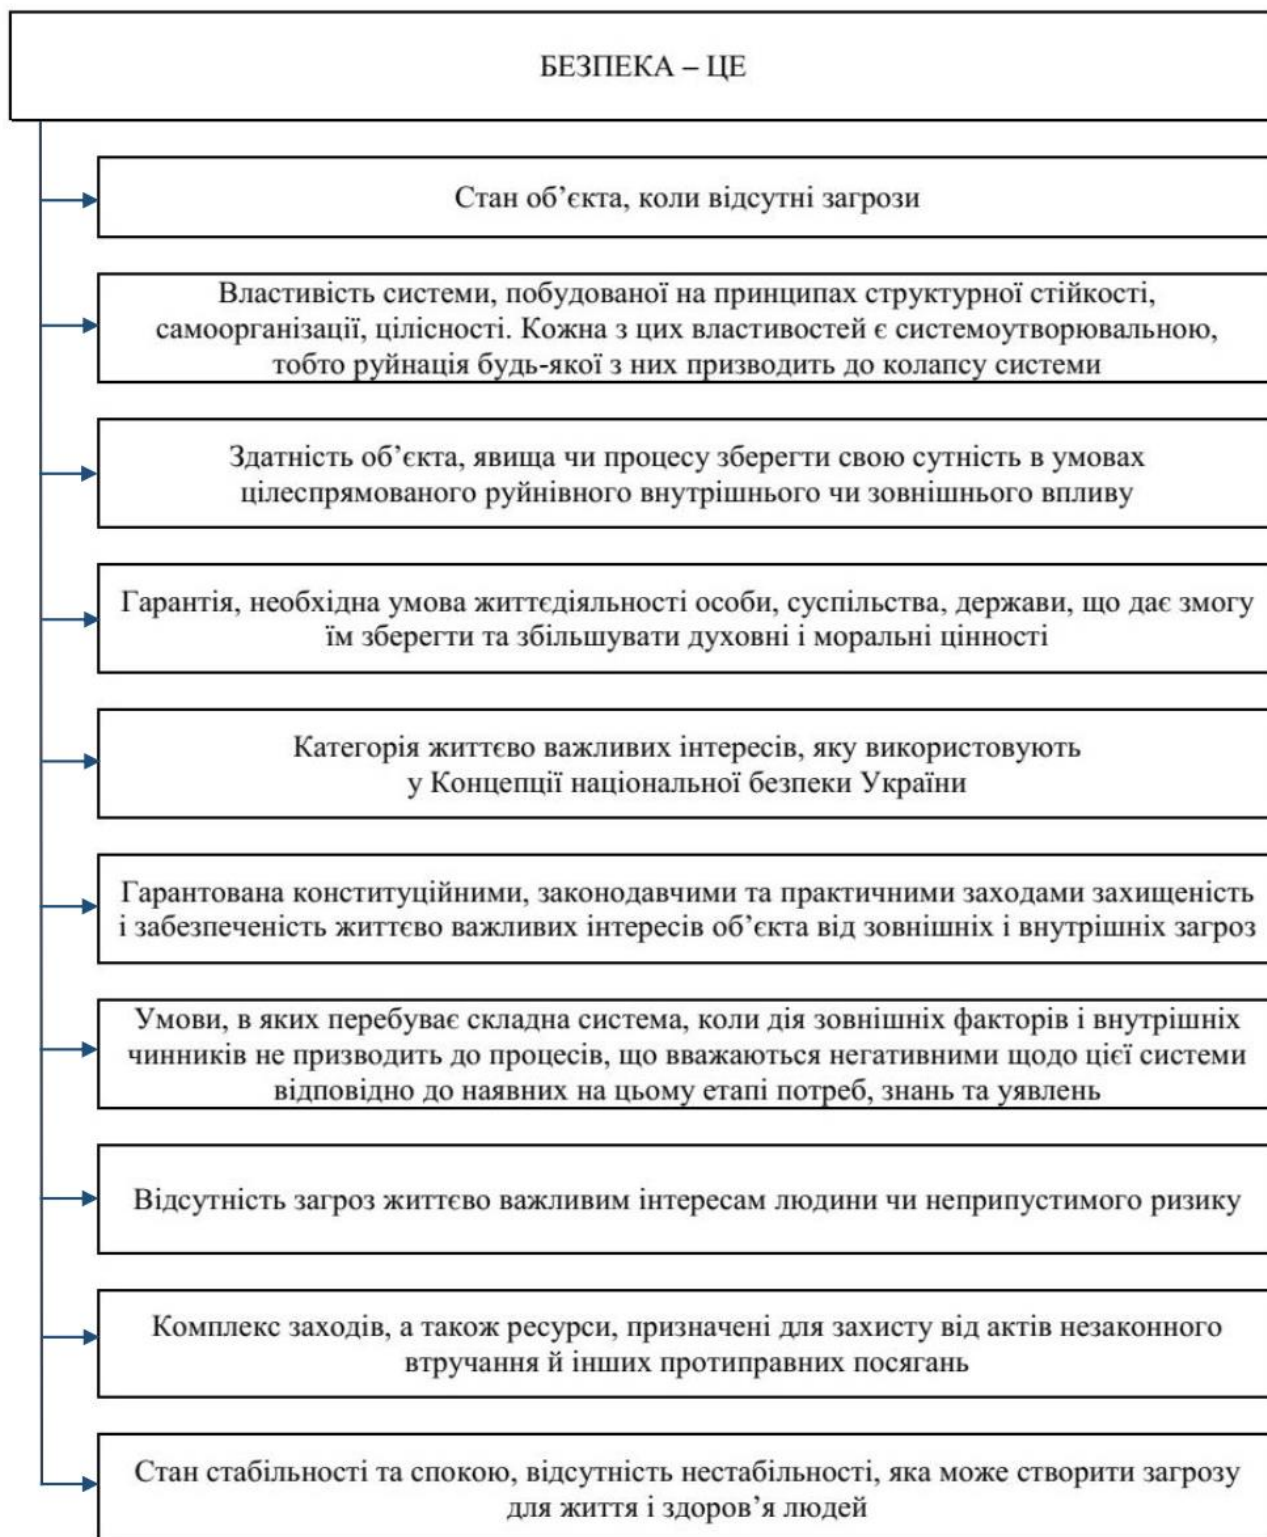 БЕЗПЕКА – ЦЕ
Стан об’єкта, коли відсутні загрози
Властивість системи, побудованої на принципах структурної стійкості,
самоорганізації, цілісності. Кожна з цих властивостей є системоутворювальною,
тобто руйнація будь-якої з них призводить до колапсу системи
Здатність об’єкта, явища чи процесу зберегти свою сутність в умовах
цілеспрямованого руйнівного внутрішнього чи зовнішнього впливу
Гарантія, необхідна умова життєдіяльності особи, суспільства, держави, що дає змогу
їм зберегти та збільшувати духовні і моральні цінності
Категорія життєво важливих інтересів, яку використовують
у Концепції національної безпеки України
Гарантована конституційними, законодавчими та практичними заходами захищеність
і забезпеченість життєво важливих інтересів об’єкта від зовнішніх і внутрішніх загроз
Умови, в яких перебуває складна система, коли дія зовнішніх факторів і внутрішніх
чинників не призводить до процесів, що вважаються негативними щодо цієї системи
відповідно до наявних на цьому етапі потреб, знань та уявлень
Відсутність загроз життєво важливим інтересам людини чи неприпустимого ризику
Комплекс заходів, а також ресурси, призначені для захисту від актів незаконного
втручання й інших протиправних посягань
Стан стабільності та спокою, відсутність нестабільності, яка може створити загрозу
для життя і здоров’я людей